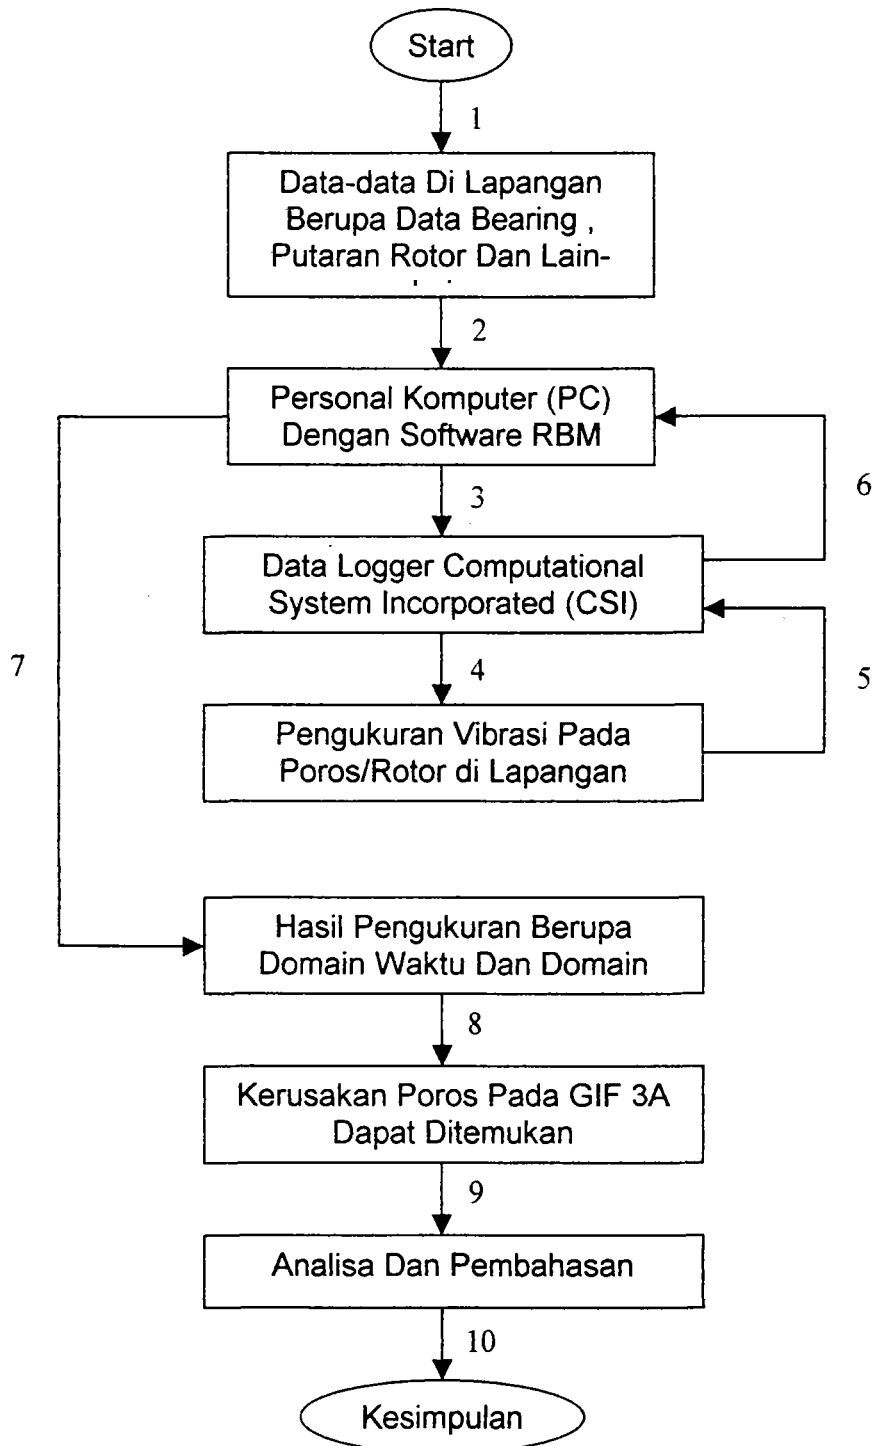 Start
1
Data-data Di Lapangan
Berupa Data Bearing ,
Putaran Rotor Dan Lain-
2
Personal Komputer (PC)
Dengan Software RBM
3
6
Data Logger Computational
System Incorporated (CSI)
4
5
7
Pengukuran Vibrasi Pada
Poros/Rotor di Lapangan
Hasil Pengukuran Berupa
Domain Waktu Dan Domain
8
Kerusakan Poros Pada GIF 3A
Dapat Ditemukan
9
Analisa Dan Pembahasan
10
Kesimpulan